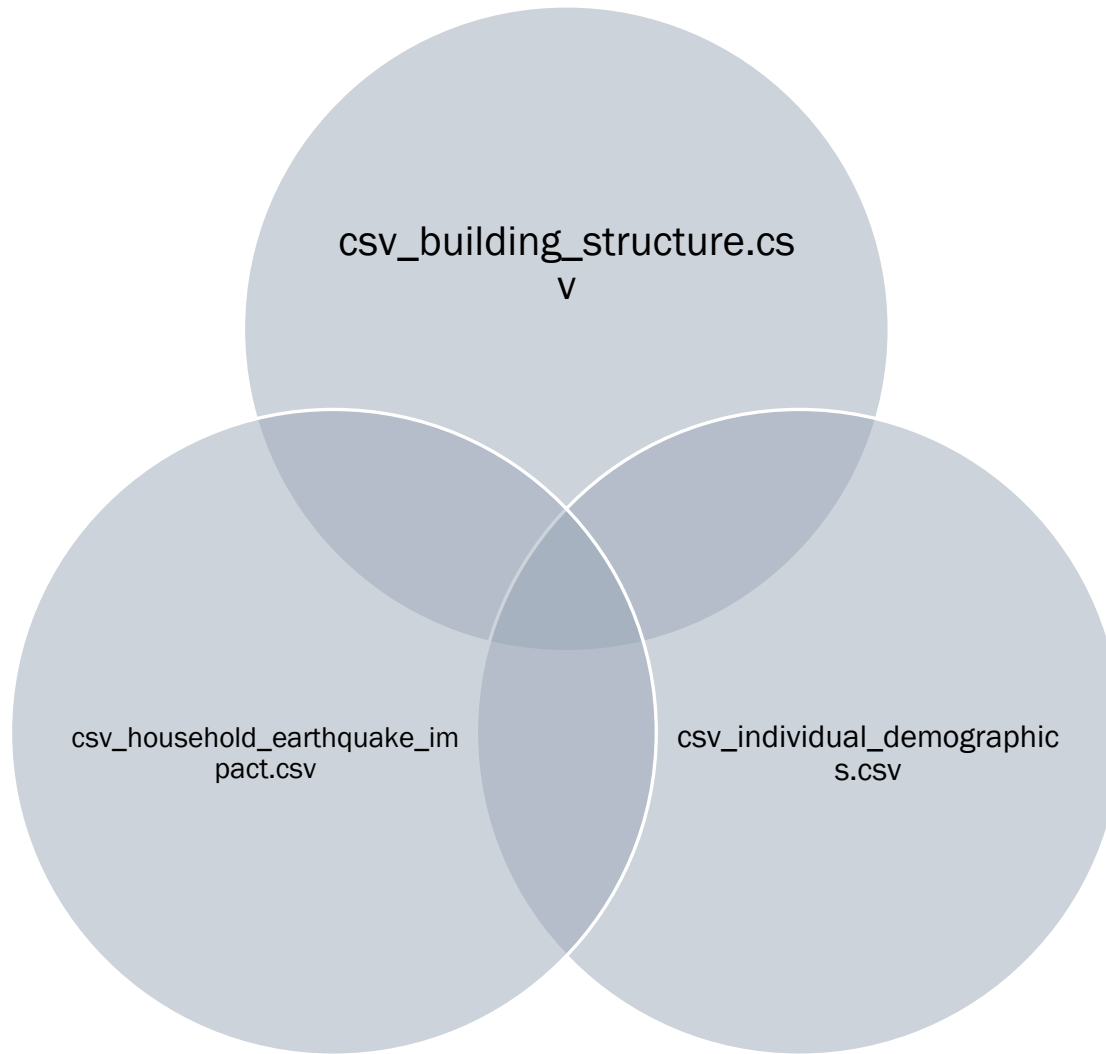 csv_building_structure.cs
v
csv_household_earthquake_im
pact.csv
csv_individual_demographic
s.csv